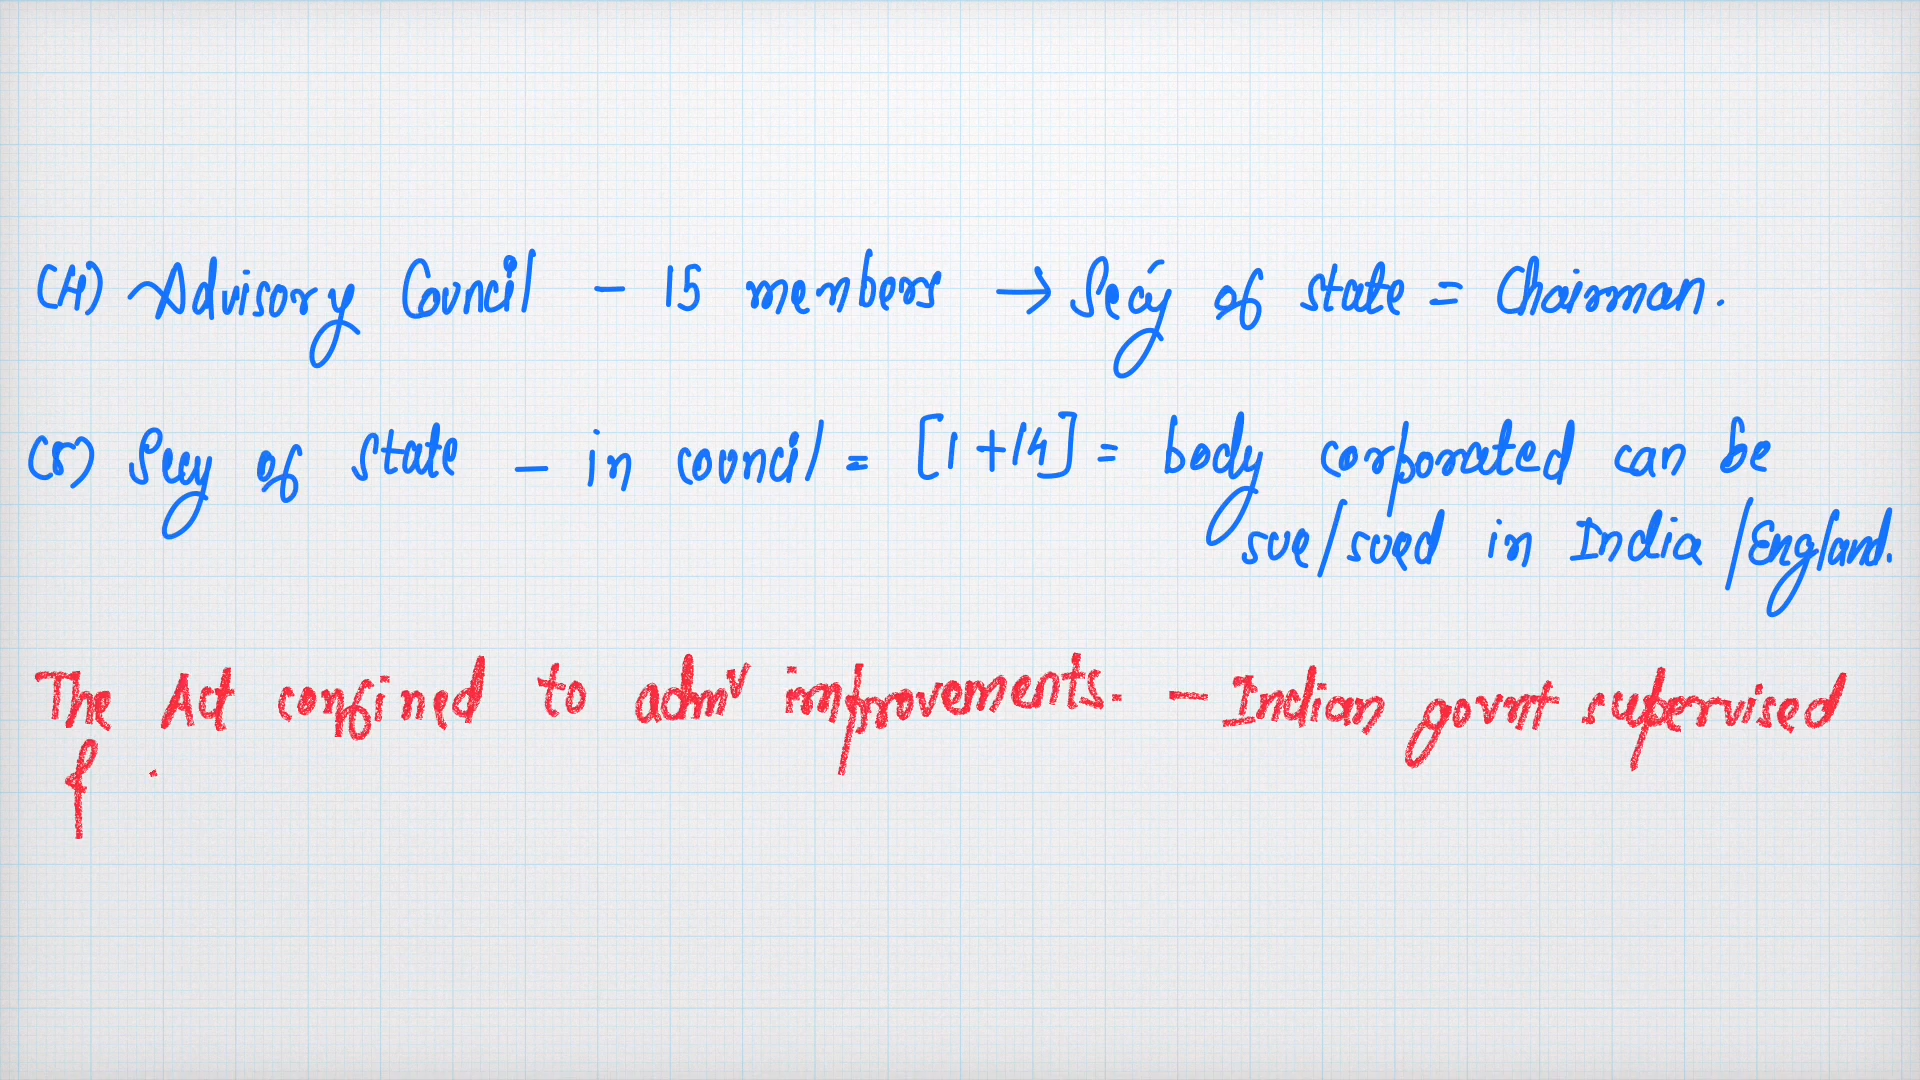 (4) Advisory Council - 15 members → Secy of state = Chairman.
(5) Secy of state - in council = [1+14] = body corporated can be
sue/sued in India/England.
The Act confined to admv improvements. - Indian govnt supervised
f .